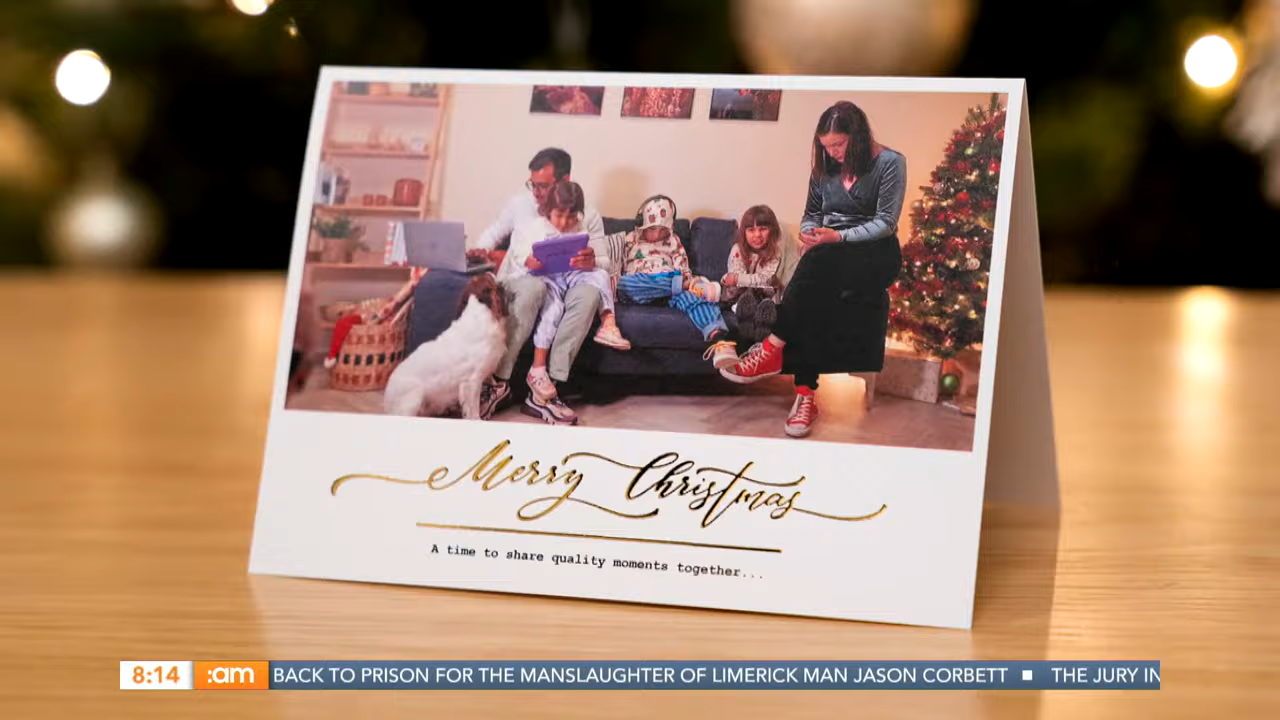 Merry Christmas
A time to share quality moments together...
8:14 :am BACK TO PRISON FOR THE MANSLAUGHTER OF LIMERICK MAN JASON CORBETT ■ THE JURY IN